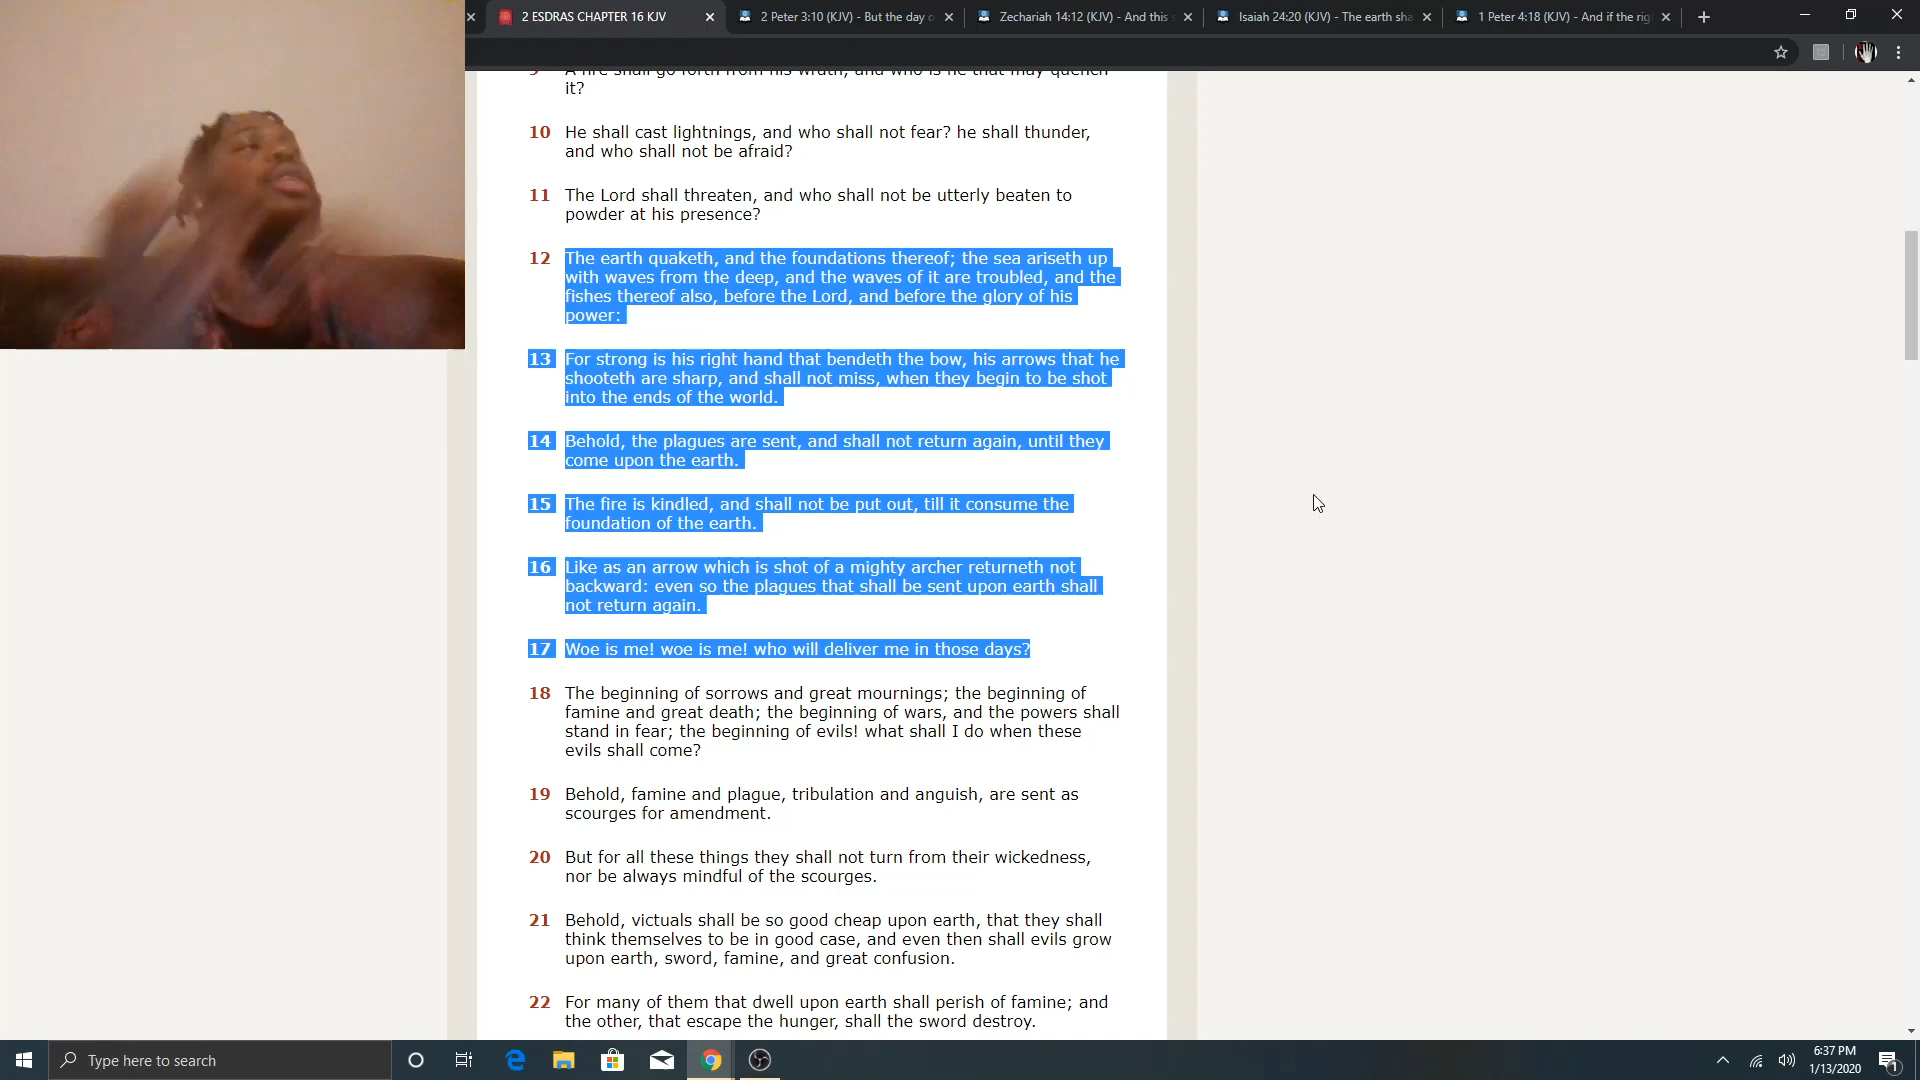 2 ESDRAS CHAPTER 16 KJV
2 Peter 3:10 (KJV) - But the day
Zechariah 14:12 (KJV) - And this
Isaiah 24:20 (KJV) - The earth sha
1 Peter 4:18 (KJV) - And if the rig
9 A fire shall go forth from his wrath, and who is he that may quench
it?
10 He shall cast lightnings, and who shall not fear? he shall thunder,
and who shall not be afraid?
11 The Lord shall threaten, and who shall not be utterly beaten to
powder at his presence?
12 The earth quaketh, and the foundations thereof; the sea ariseth up
with waves from the deep, and the waves of it are troubled, and the
fishes thereof also, before the Lord, and before the glory of his
power:
13 For strong is his right hand that bendeth the bow, his arrows that he
shooteth are sharp, and shall not miss, when they begin to be shot
into the ends of the world.
14 Behold, the plagues are sent, and shall not return again, until they
come upon the earth.
15 The fire is kindled, and shall not be put out, till it consume the
foundation of the earth.
16 Like as an arrow which is shot of a mighty archer returneth not
backward: even so the plagues that shall be sent upon earth shall
not return again.
17 Woe is me! woe is me! who will deliver me in those days?
18 The beginning of sorrows and great mournings; the beginning of
famine and great death; the beginning of wars, and the powers shall
stand in fear; the beginning of evils! what shall I do when these
evils shall come?
19 Behold, famine and plague, tribulation and anguish, are sent as
scourges for amendment.
20 But for all these things they shall not turn from their wickedness,
nor be always mindful of the scourges.
21 Behold, victuals shall be so good cheap upon earth, that they shall
think themselves to be in good case, and even then shall evils grow
upon earth, sword, famine, and great confusion.
22 For many of them that dwell upon earth shall perish of famine; and
the other, that escape the hunger, shall the sword destroy.
Type here to search
6:37 PM
1/13/2020
1